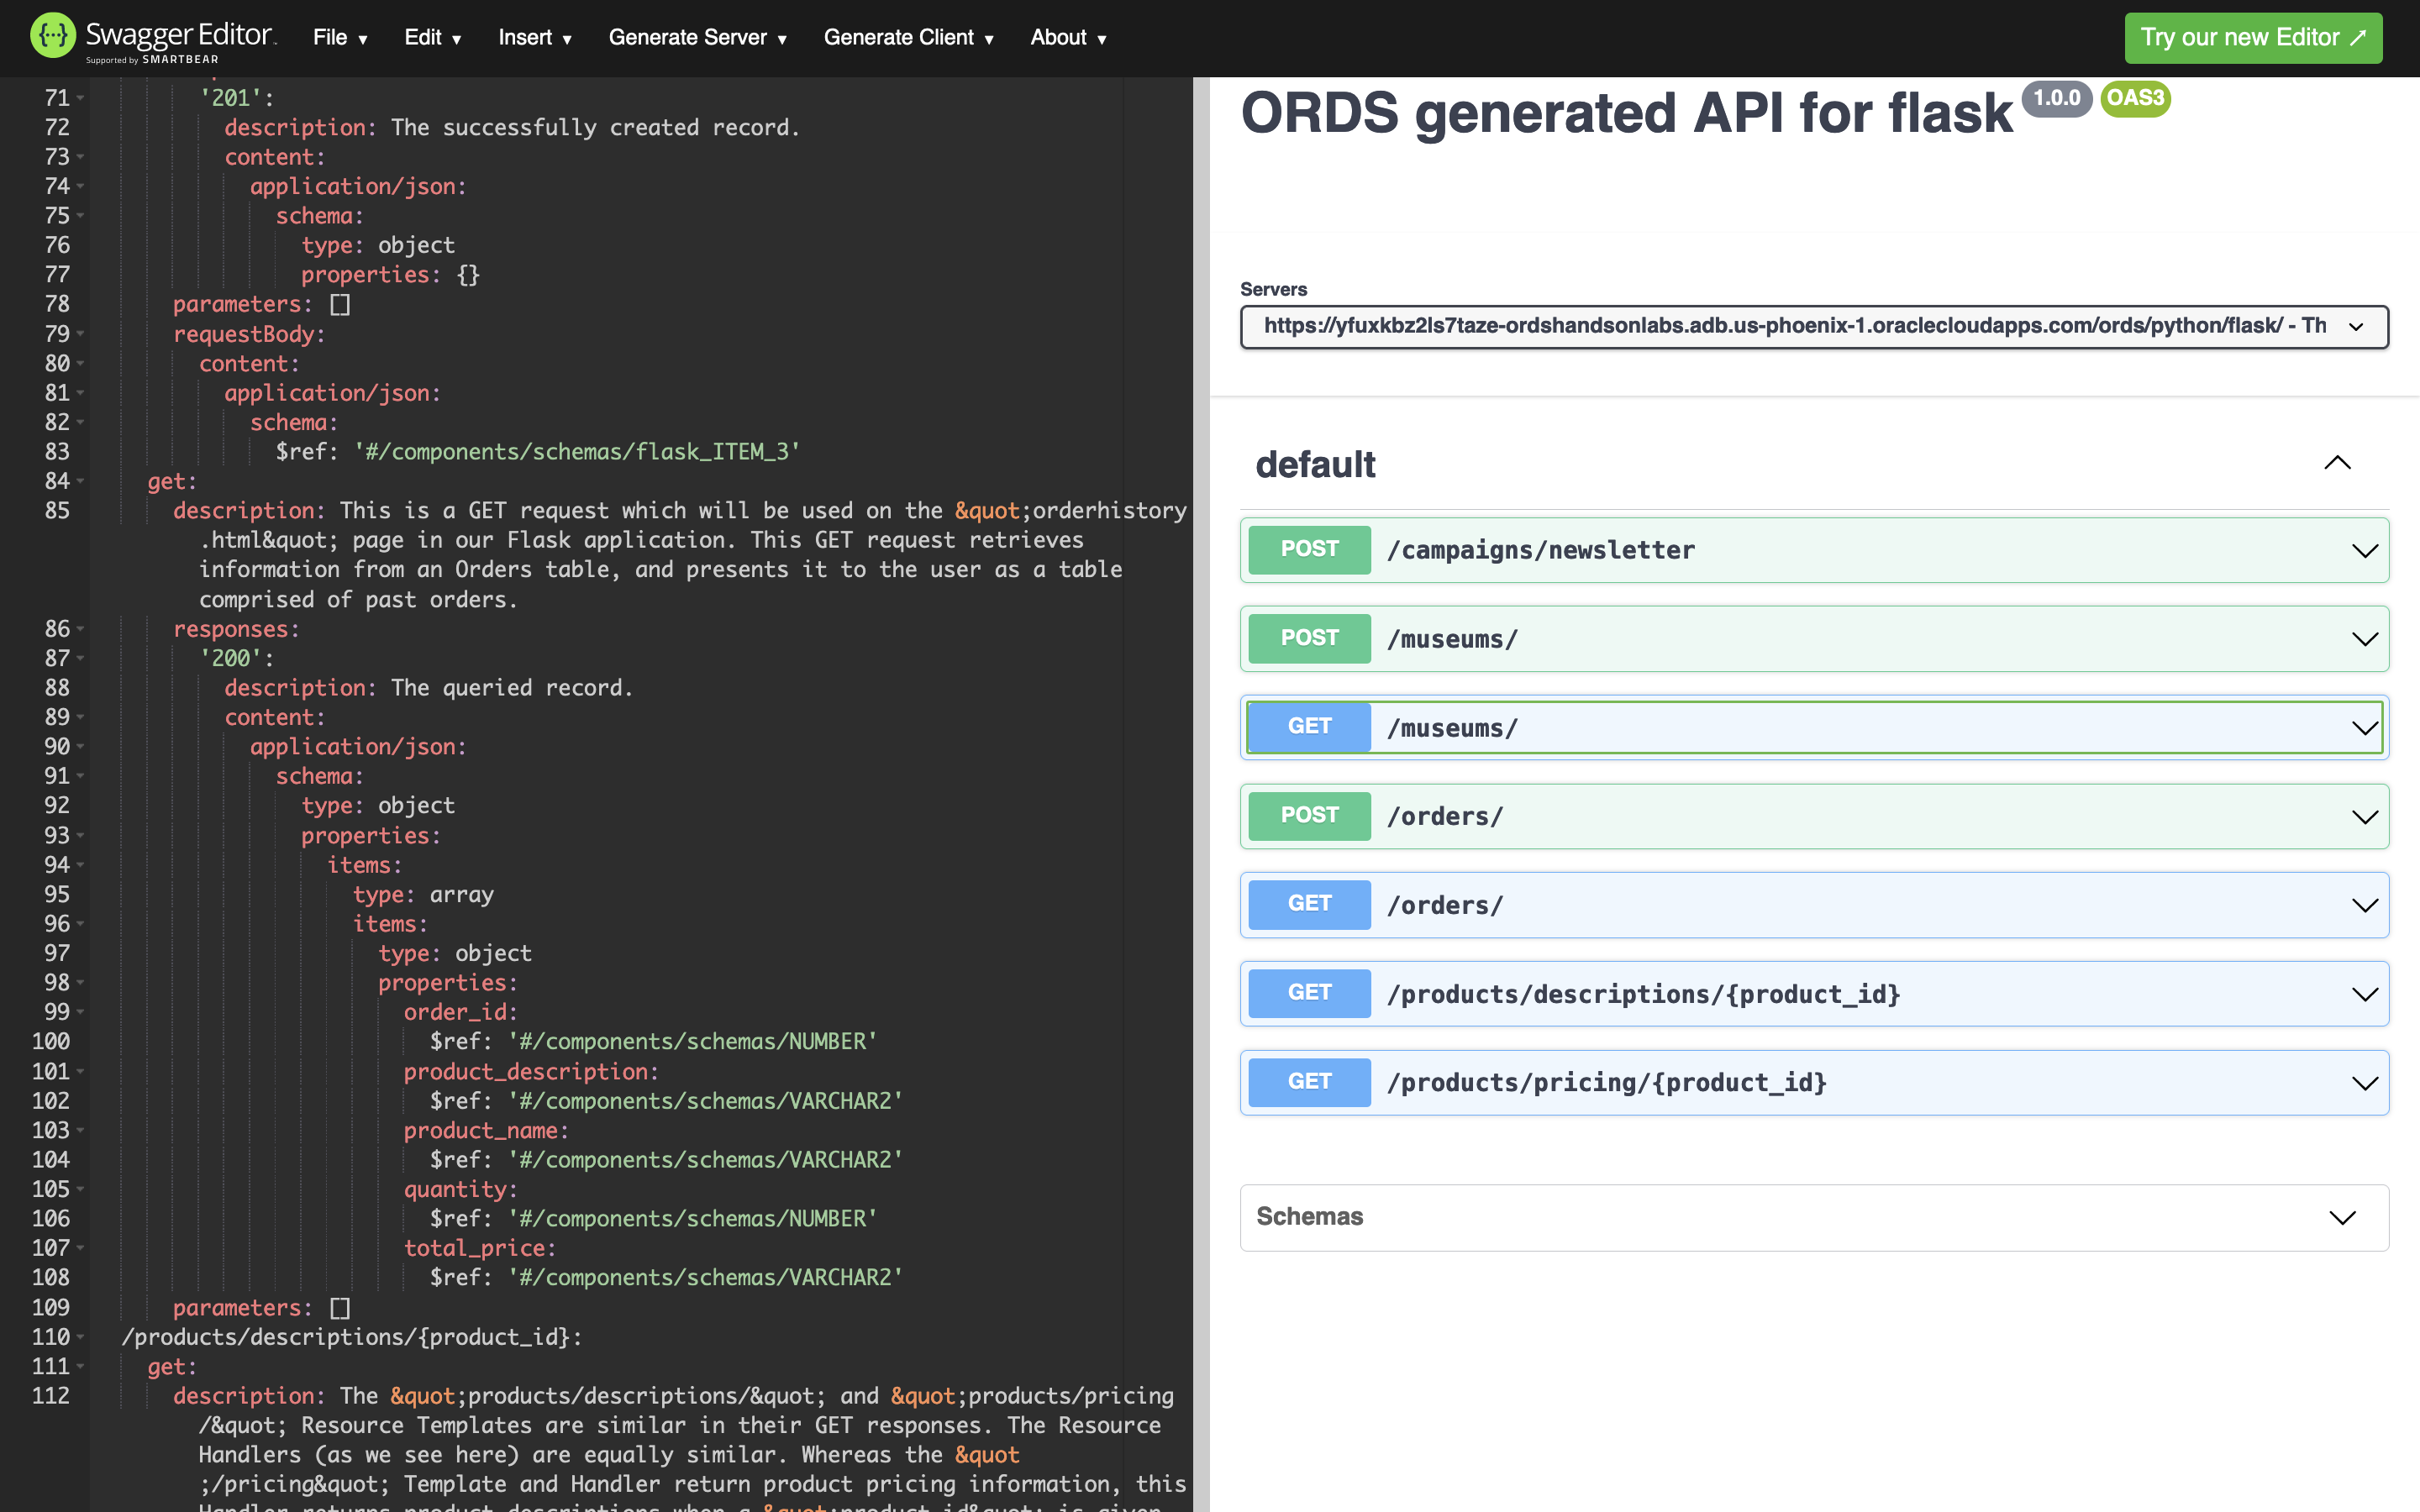 Swagger Editor
Supported by SMARTBEAR
File
Edit
Insert
Generate Server
Generate Client
About
Try our new Editor
71 '201':
72 description: The successfully created record.
73 content:
74 application/json:
75 schema:
76 type: object
77 properties: {}
78 parameters: []
79 requestBody:
80 content:
81 application/json:
82 schema:
83 $ref: '#/components/schemas/flask_ITEM_3'
84 get:
85 description: This is a GET request which will be used on the &quot;orderhistory
.html&quot; page in our Flask application. This GET request retrieves
information from an Orders table, and presents it to the user as a table
comprised of past orders.
86 responses:
87 '200':
88 description: The queried record.
89 content:
90 application/json:
91 schema:
92 type: object
93 properties:
94 items:
95 type: array
96 items:
97 type: object
98 properties:
99 order_id:
100 $ref: '#/components/schemas/NUMBER'
101 product_description:
102 $ref: '#/components/schemas/VARCHAR2'
103 product_name:
104 $ref: '#/components/schemas/VARCHAR2'
105 quantity:
106 $ref: '#/components/schemas/NUMBER'
107 total_price:
108 $ref: '#/components/schemas/VARCHAR2'
109 parameters: []
110 /products/descriptions/{product_id}:
111 get:
112 description: The &quot;products/descriptions/&quot; and &quot;products/pricing
/&quot; Resource Templates are similar in their GET responses. The Resource
Handlers (as we see here) are equally similar. Whereas the &quot
;/pricing&quot; Template and Handler return product pricing information, this
Handler returns product descriptions when a &quot;product_id&quot; is given
ORDS generated API for flask 1.0.0 OAS3
Servers
https://yfuxkbz2ls7taze-ordshandsonlabs.adb.us-phoenix-1.oraclecloudapps.com/ords/python/flask/ - Th
default
POST /campaigns/newsletter
POST /museums/
GET /museums/
POST /orders/
GET /orders/
GET /products/descriptions/{product_id}
GET /products/pricing/{product_id}
Schemas